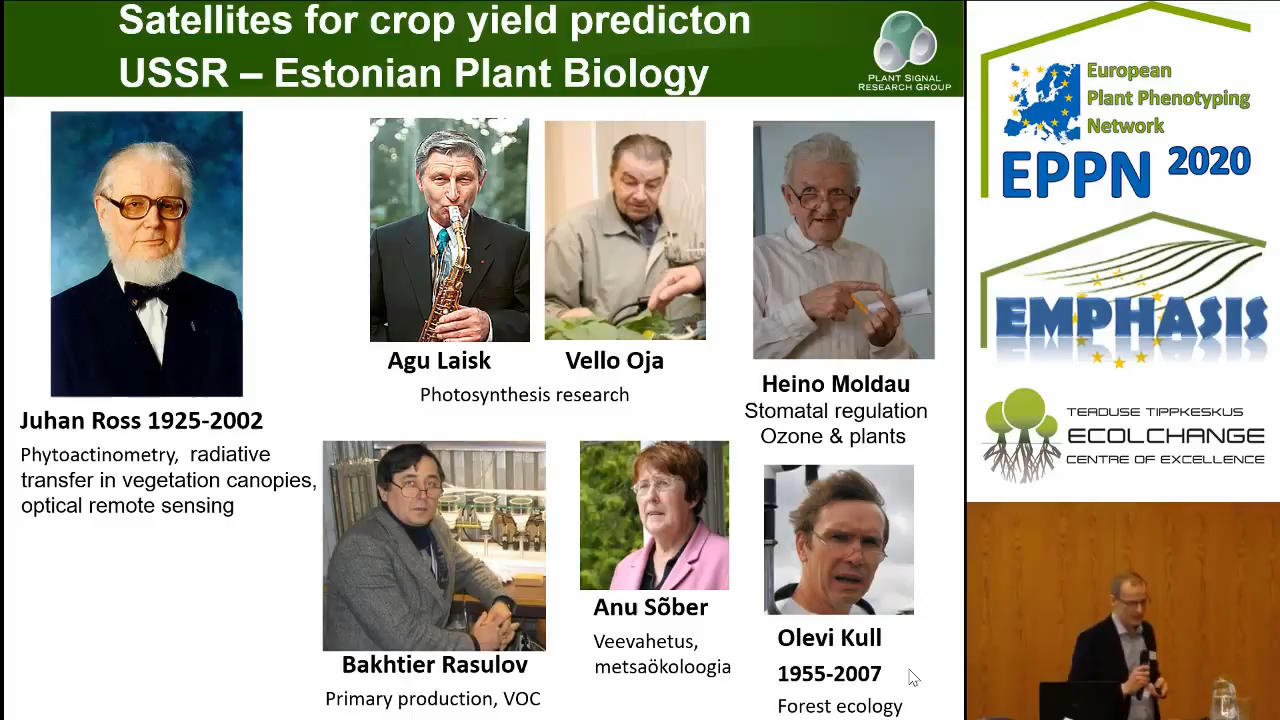 Satellites for crop yield predicton
USSR – Estonian Plant Biology
PLANT SIGNAL
RESEARCH GROUP
Agu Laisk
Vello Oja
Photosynthesis research
Heino Moldau
Stomatal regulation
Ozone & plants
Juhan Ross 1925-2002
Phytoactinometry, radiative
transfer in vegetation canopies,
optical remote sensing
Bakhtier Rasulov
Primary production, VOC
Anu Sõber
Veevahetus,
metsaökoloogia
Olevi Kull
1955-2007
Forest ecology
European
Plant Phenotyping
Network
EPPN 2020
EMPHASIS
TEADUSE TIPPKESKUS
ECOLCHANGE
CENTRE OF EXCELLENCE